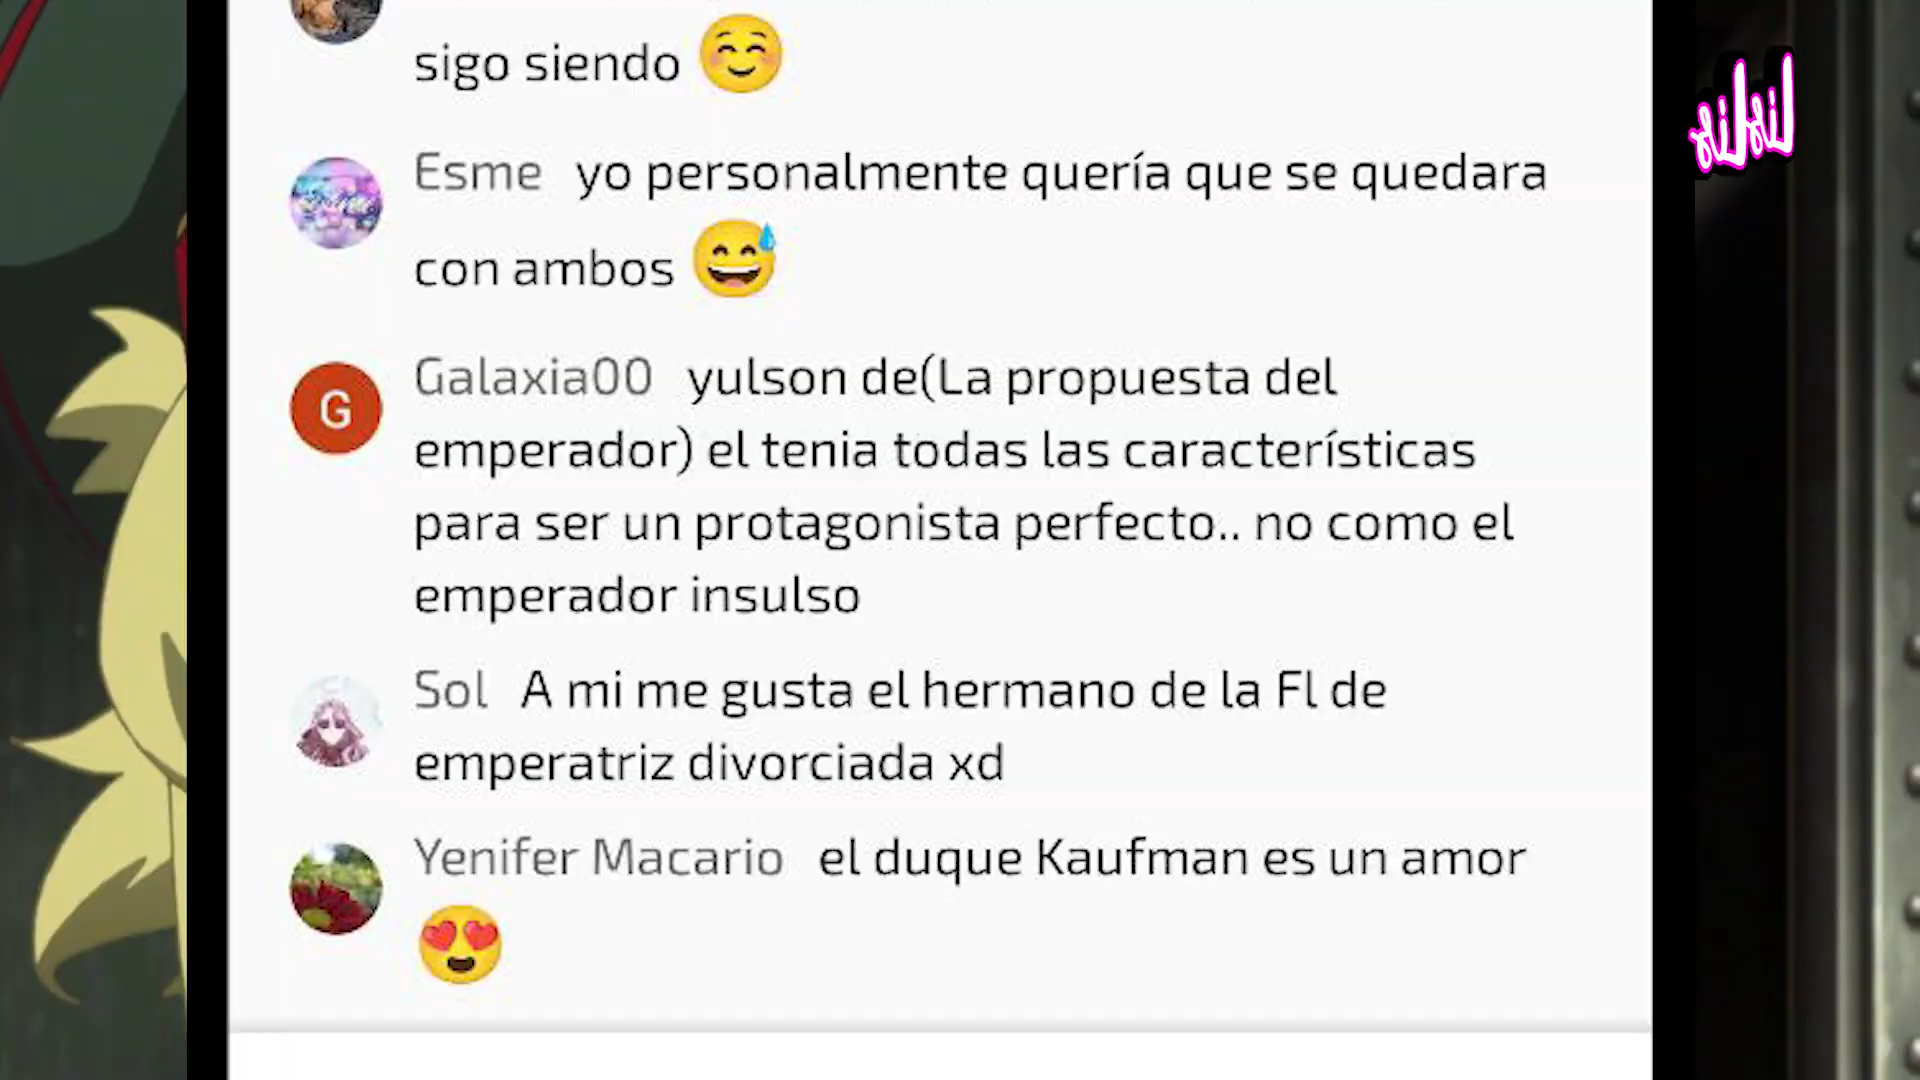 sigo siendo ☺️
Esme yo personalmente quería que se quedara
con ambos 😅
Galaxia00 yulson de(La propuesta del
emperador) el tenia todas las características
para ser un protagonista perfecto.. no como el
emperador insulso
G
Sol A mi me gusta el hermano de la Fl de
emperatriz divorciada xd
Yenifer Macario el duque Kaufman es un amor
😍